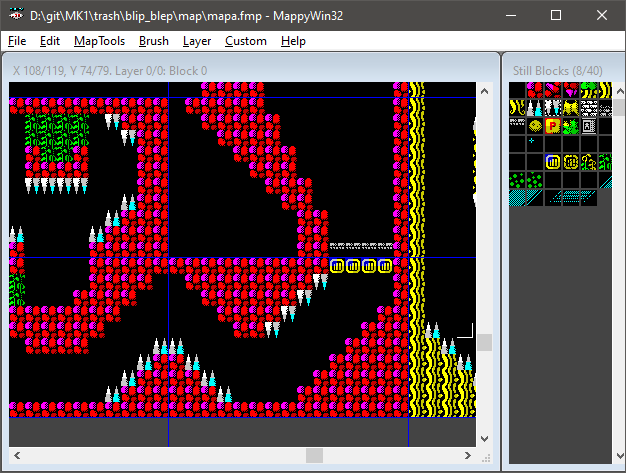 D:\git\MK1\trash\blip_blep\map\mapa.fmp - MappyWin32
File Edit MapTools Brush Layer Custom Help
X 108/119, Y 74/79. Layer 0/0: Block 0
Still Blocks (8/40)
P